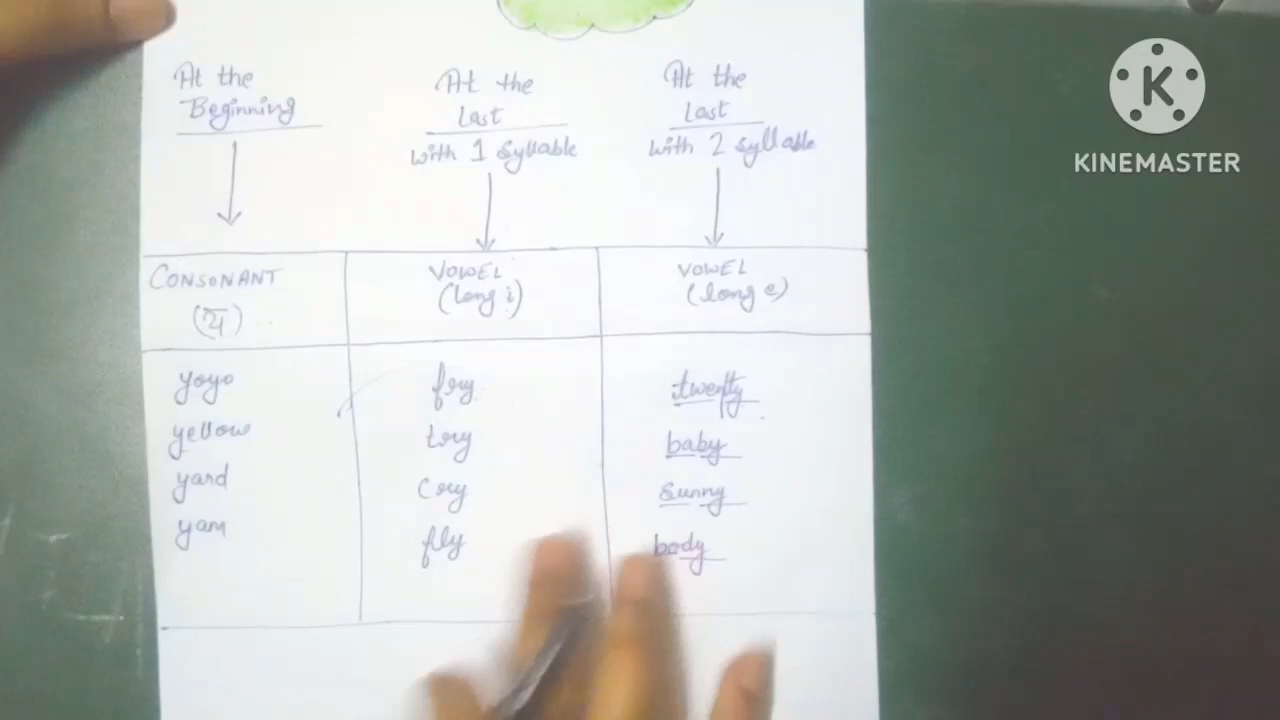 At the
Beginning
At the
Last
with 1 syllable
At the
Last
with 2 syllable
CONSONANT
(य)
VOWEL
(long i)
VOWEL
(long e)
yoyo
yellow
yard
yam
fry
try
cry
fly
twenty
baby
sunny
body
K
KINEMASTER